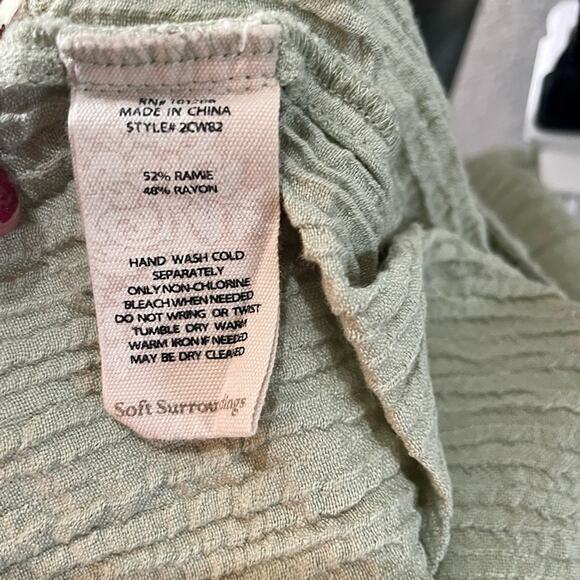 MADE IN CHINA
STYLE# 2CW82
52% RAMIE
48% RAYON
HAND WASH COLD
SEPARATELY
ONLY NON-CHLORINE
BLEACH WHEN NEEDED
DO NOT WRING OR TWIST
TUMBLE DRY WARM
WARM IRON IF NEEDED
MAY BE DRY CLEANED
Soft Surroundings